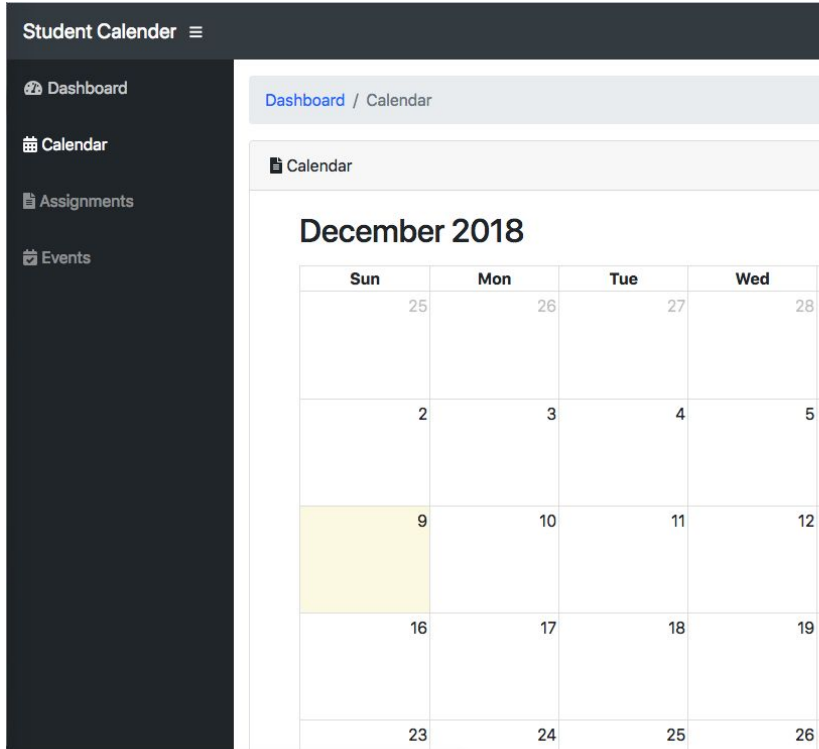 Student Calender
Dashboard
Calendar
Assignments
Events
Dashboard / Calendar
Calendar
December 2018
Sun Mon Tue Wed
25 26 27 28
2 3 4 5
9 10 11 12
16 17 18 19
23 24 25 26